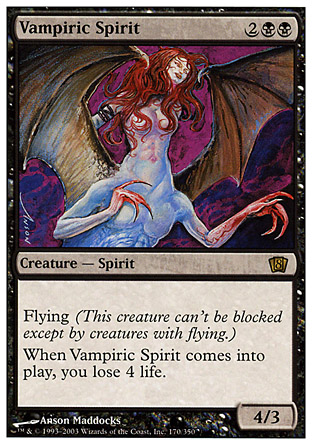 Vampiric Spirit 2
Creature — Spirit 8
Flying (This creature can't be blocked
except by creatures with flying.)
When Vampiric Spirit comes into
play, you lose 4 life.
Anson Maddocks
™ & © 1993–2003 Wizards of the Coast, Inc. 170/350
4/3